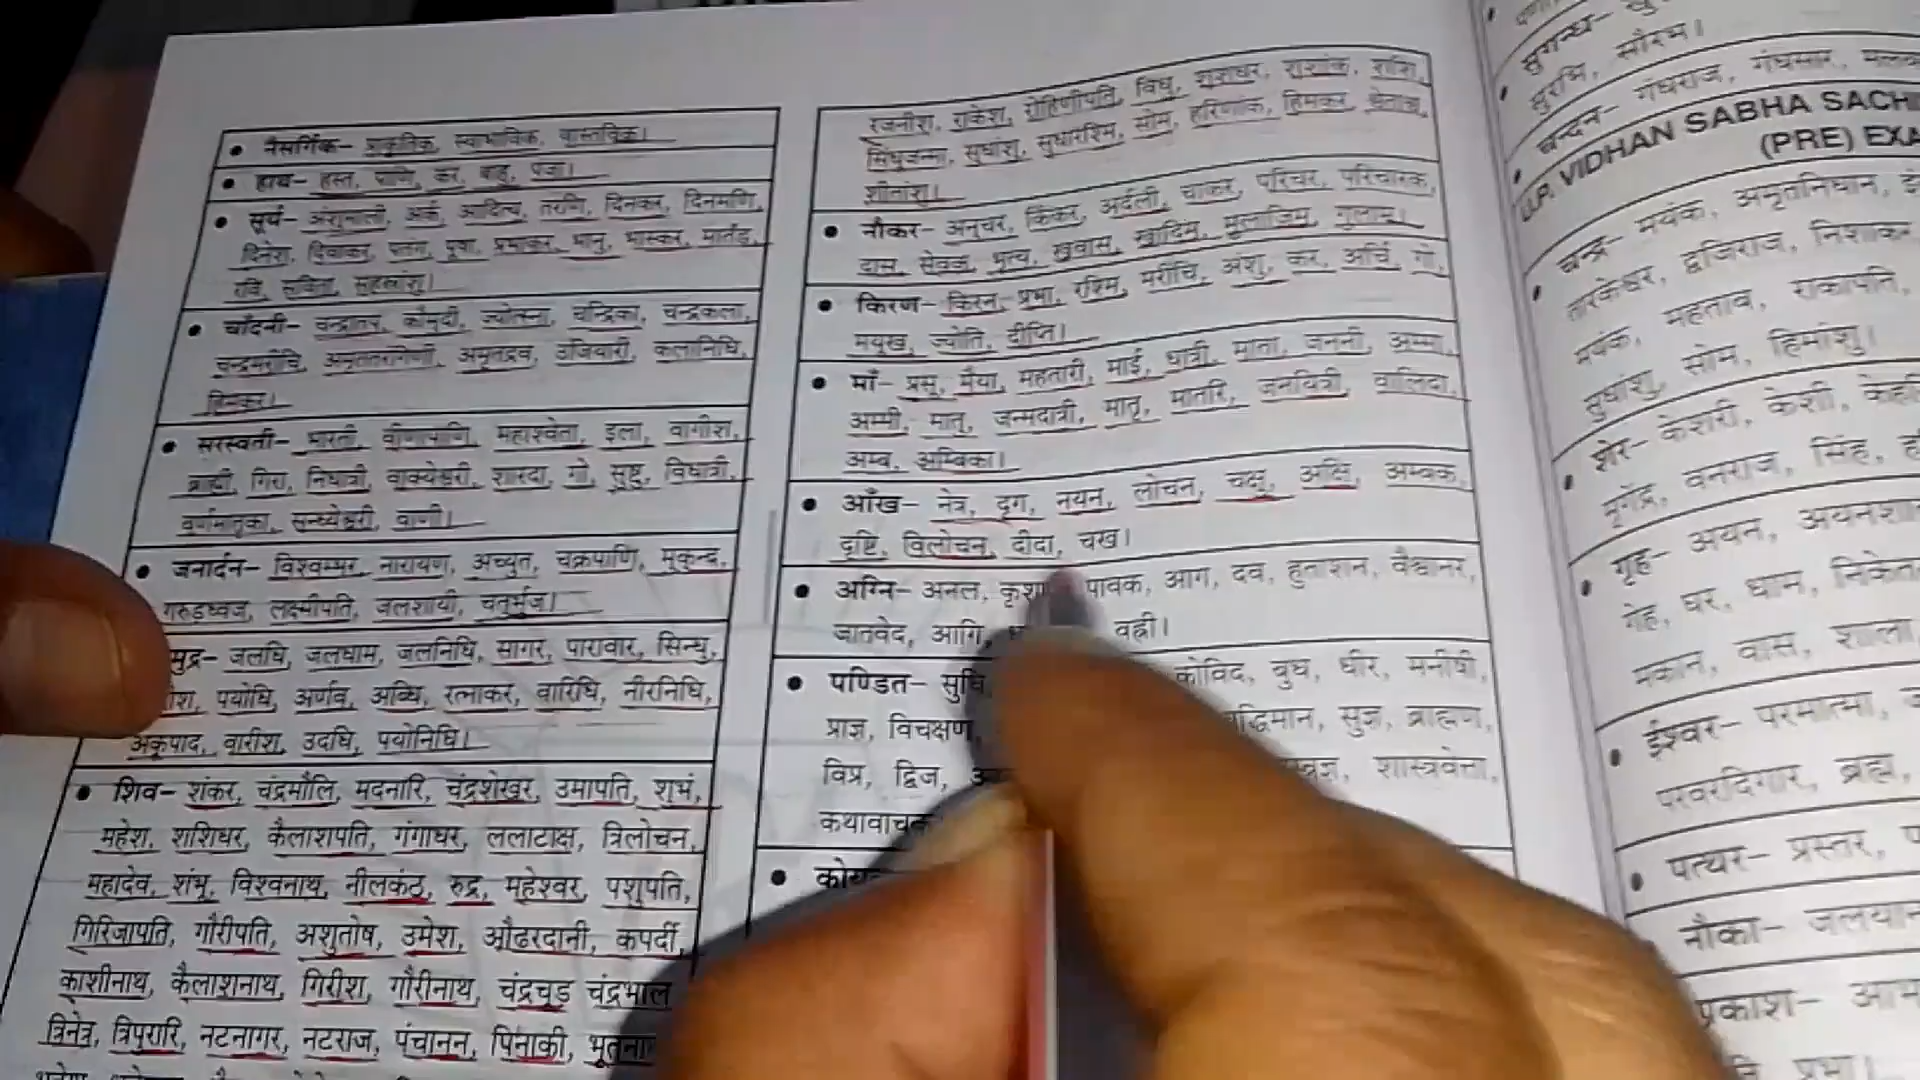 नैसर्गिक– प्राकृतिक, स्वाभाविक, वास्तविक।
हाथ– हस्त, पाणि, कर, बाहु, पंजा।
सूर्य– अंशुमाली, अर्क, आदित्य, तरणि, दिनकर, दिनमणि,
दिनेश, दिवाकर, पतंग, पूषा, प्रभाकर, भानु, भास्कर, मार्तंड,
रवि, सविता, सहस्त्रांशु।
चाँदनी– चन्द्रातप, कौमुदी, ज्योत्सना, चन्द्रिका, चन्द्रकला,
चन्द्रमरीचि, अमृततरंगिणी, अमृतद्रव, उजियारी, कलानिधि,
हिमकर।
सरस्वती– भारती, वीणापाणि, महाश्वेता, इला, वागीश,
ब्राह्मी, गिरा, निधात्री, वाक्येश्वरी, शारदा, गो, सुष्टु, विधात्री,
वर्णमातृका, सन्ध्येश्वरी, वाणी।
जनार्दन– विश्वम्भर, नारायण, अच्युत, चक्रपाणि, मुकुन्द,
गरुड़ध्वज, लक्ष्मीपति, जलशायी, चतुर्भुज।
मुद्र– जलधि, जलधाम, जलनिधि, सागर, पारावार, सिन्धु,
पयोधि, अर्णव, अब्धि, रत्नाकर, वारिधि, नीरनिधि,
अकूपाद, वारीश, उदधि, पयोनिधि।
शिव– शंकर, चंद्रमौलि, मदनारि, चंद्रशेखर, उमापति, शुभं,
महेश, शशिधर, कैलाशपति, गंगाधर, ललाटाक्ष, त्रिलोचन,
महादेव, शंभू, विश्वनाथ, नीलकंठ, रुद्र, महेश्वर, पशुपति,
गिरिजापति, गौरीपति, अशुतोष, उमेश, औढरदानी, कपर्दी,
काशीनाथ, कैलाशनाथ, गिरीश, गौरीनाथ, चंद्रचूड़ चंद्रभाल
त्रिनेत्र, त्रिपुरारि, नटनागर, नटराज, पंचानन, पिनाकी,
रजनीश, राकेश, रोहिणीपति, विधु, शशधर, शशांक, शशि,
सिंधुजन्मा, सुधांशु, सुधारश्मि, सोम, हरिणांक, हिमकर,
शीतांशु।
नौकर– अनुचर, किंकर, अर्दली, चाकर, परिचर, परिचारक,
दास, सेवक, भृत्य, खवास, खादिम, मुलाजिम, गुलाम।
किरण– किरन, प्रभा, रश्मि, मरीचि, अंशु, कर, अर्चि, गो,
मयूख, ज्योति, दीप्ति।
माँ– प्रसू, मैया, महतारी, माई, धात्री, माता, जननी, अम्मा,
अम्मी, मातु, जन्मदात्री, मातृ, मातरि, जनयित्री, वालिदा,
अम्ब, अम्बिका।
आँख– नेत्र, दृग, नयन, लोचन, चक्षु, अक्षि, अम्बक,
दृष्टि, विलोचन, दीदा, चख।
अग्नि– अनल, पावक, आग, दव, हुताशन, वैश्वानर,
जातवेद, आगि, वह्नी।
पण्डित– सुधि, कोविद, बुध, धीर, मनीषी,
प्राज्ञ, विचक्षण, सुज्ञ, ब्राह्मण,
विप्र, द्विज, शास्त्रवेत्ता,
सुगन्ध–
सुरभि, सौरभ।
चन्दन– गंधराज, गंधसार,
U.P. VIDHAN SABHA
(PRE)
चन्द्र– मयंक, अमृतनिधान,
तारकेश्वर, द्वजिराज, निशाकर
मयंक, महताब, राकापति,
सुधांशु, सोम, हिमांशु।
शेर– केशरी, केशी,
मृगेंद्र, वनराज, सिंह,
गृह– अयन,
गेह, घर, धाम,
मकान, वास, शाला,
ईश्वर– परमात्मा,
परवरदिगार, ब्रह्म,
पत्थर– प्रस्तर,
नौका– जलयान
प्रकाश–
प्रभा।